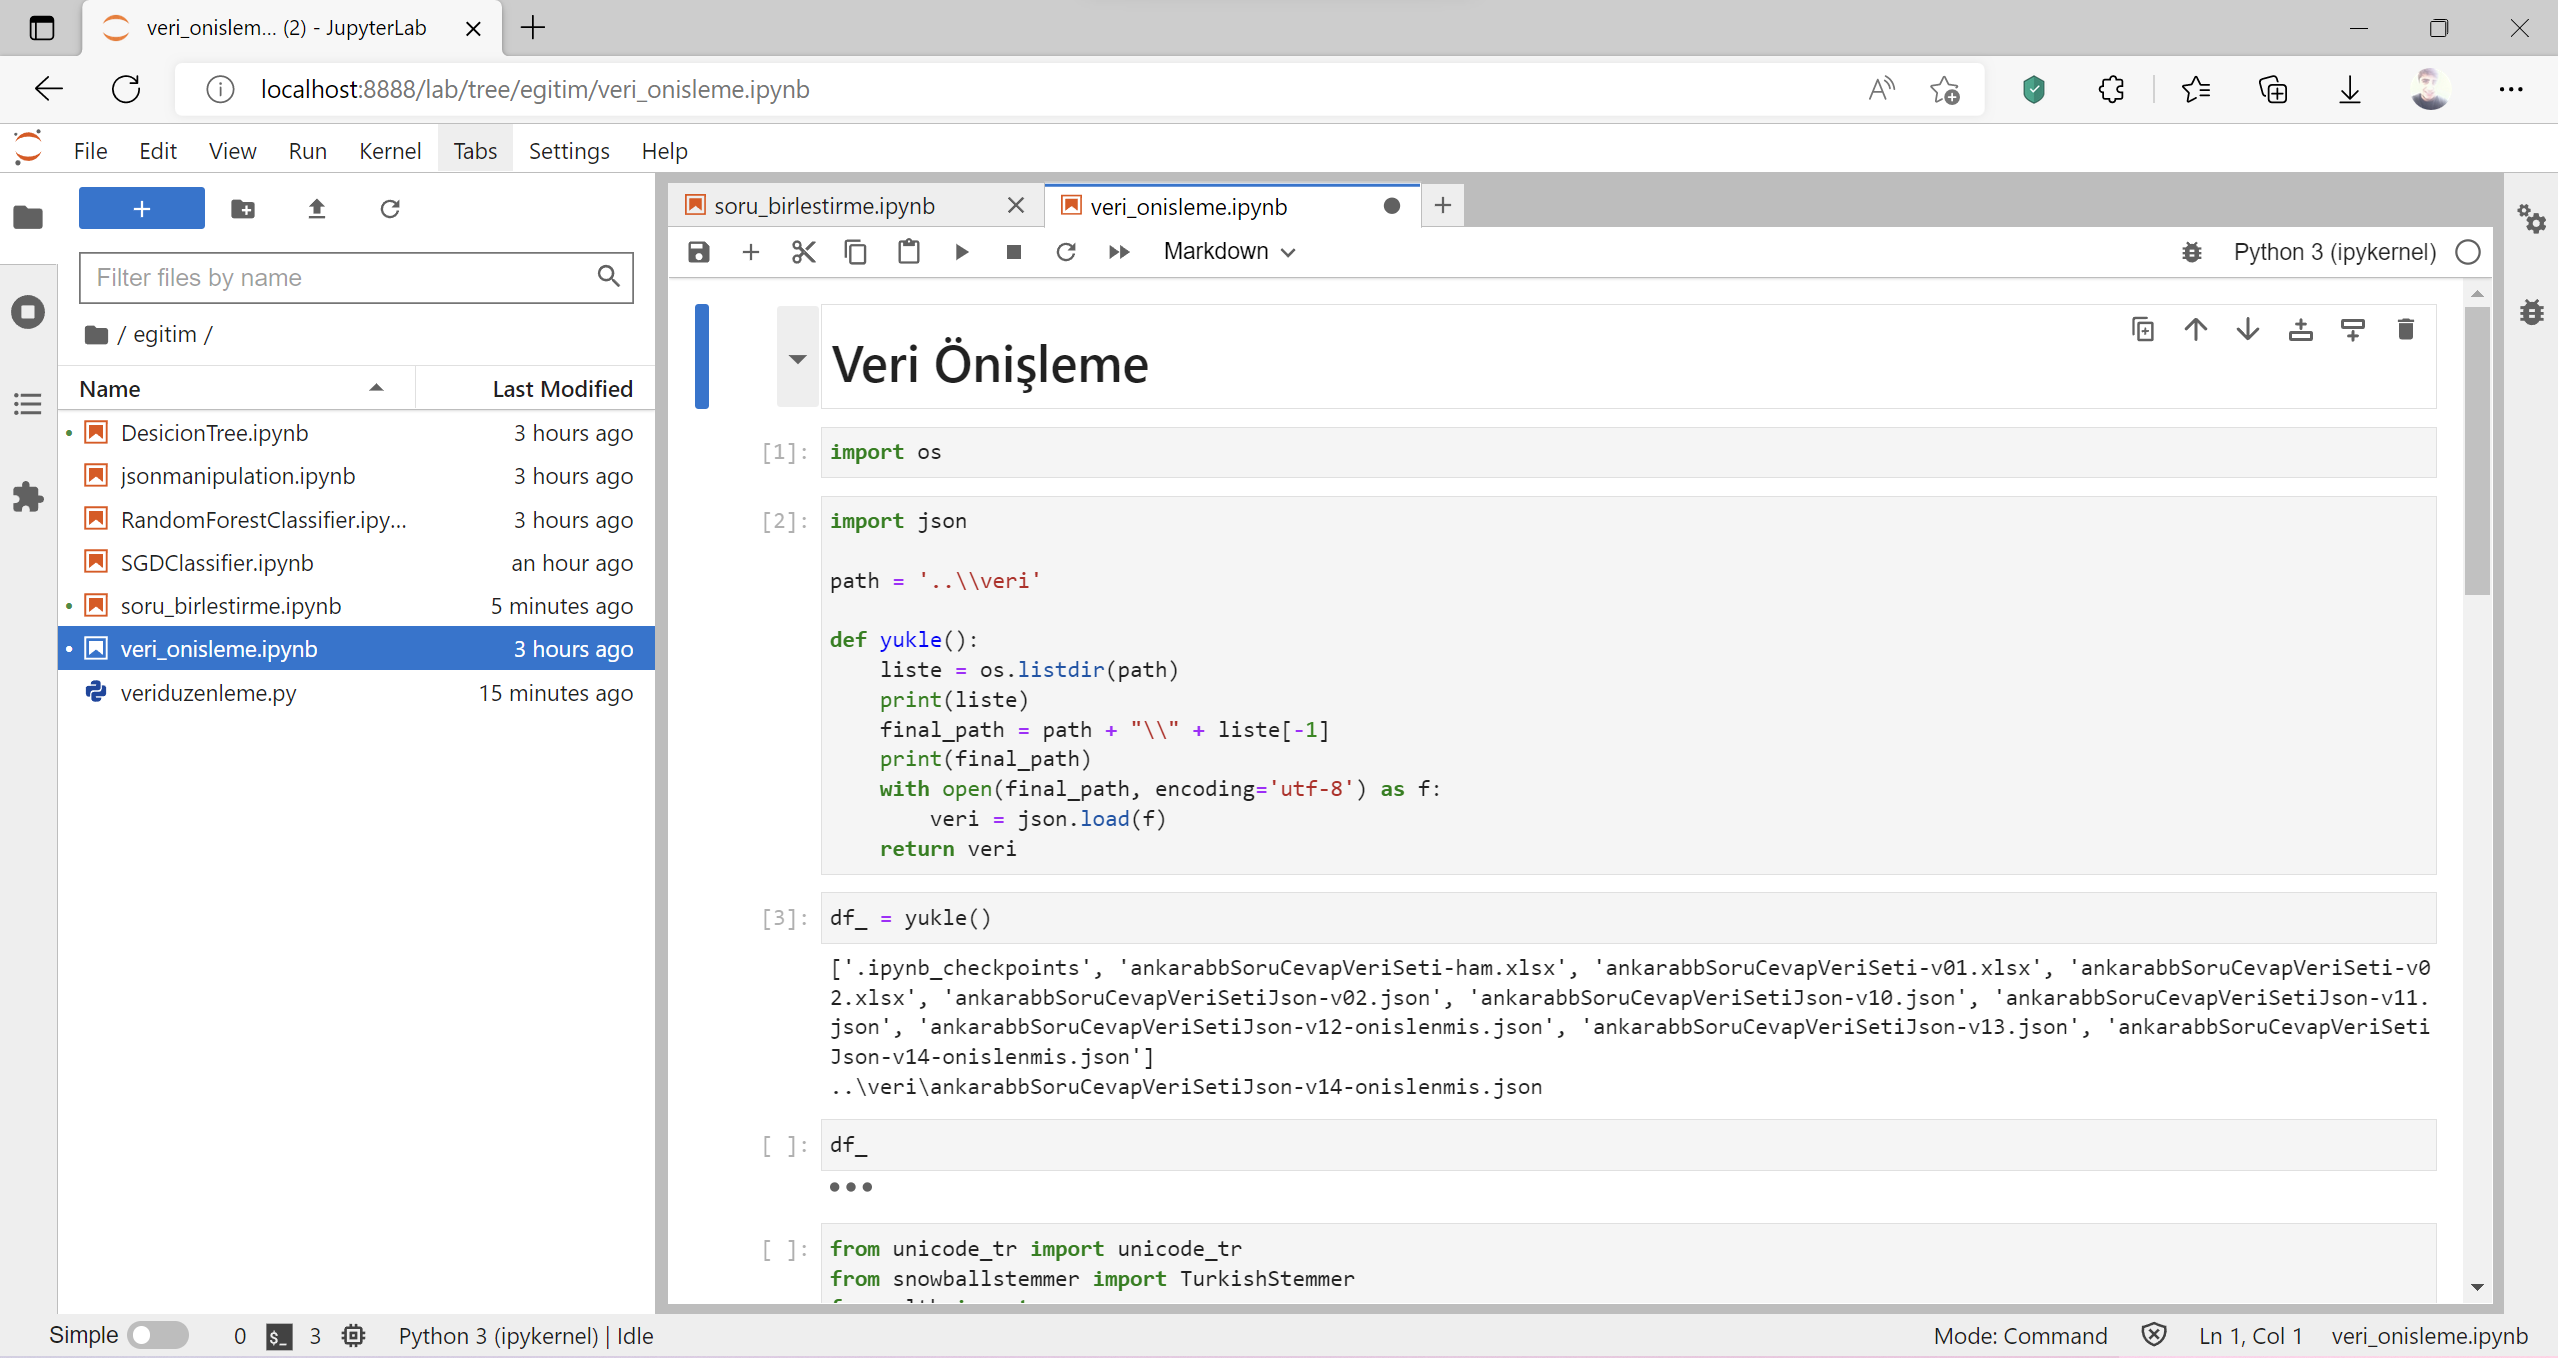 veri_onislem... (2) - JupyterLab
localhost:8888/lab/tree/egitim/veri_onisleme.ipynb
File Edit View Run Kernel Tabs Settings Help
Filter files by name
/ egitim /
Name Last Modified
DesicionTree.ipynb 3 hours ago
jsonmanipulation.ipynb 3 hours ago
RandomForestClassifier.ipy... 3 hours ago
SGDClassifier.ipynb an hour ago
soru_birlestirme.ipynb 5 minutes ago
veri_onisleme.ipynb 3 hours ago
veriduzenleme.py 15 minutes ago
soru_birlestirme.ipynb veri_onisleme.ipynb
Markdown Python 3 (ipykernel)
Veri Önişleme
[1]: import os
[2]: import json
path = '..\\veri'
def yukle():
    liste = os.listdir(path)
    print(liste)
    final_path = path + "\\" + liste[-1]
    print(final_path)
    with open(final_path, encoding='utf-8') as f:
        veri = json.load(f)
    return veri
[3]: df_ = yukle()
['.ipynb_checkpoints', 'ankarabbSoruCevapVeriSeti-ham.xlsx', 'ankarabbSoruCevapVeriSeti-v01.xlsx', 'ankarabbSoruCevapVeriSeti-v0
2.xlsx', 'ankarabbSoruCevapVeriSetiJson-v02.json', 'ankarabbSoruCevapVeriSetiJson-v10.json', 'ankarabbSoruCevapVeriSetiJson-v11.
json', 'ankarabbSoruCevapVeriSetiJson-v12-onislenmis.json', 'ankarabbSoruCevapVeriSetiJson-v13.json', 'ankarabbSoruCevapVeriSeti
Json-v14-onislenmis.json']
..\veri\ankarabbSoruCevapVeriSetiJson-v14-onislenmis.json
[ ]: df_
[ ]: from unicode_tr import unicode_tr
from snowballstemmer import TurkishStemmer
Simple 0 $_ 3 Python 3 (ipykernel) | Idle Mode: Command Ln 1, Col 1 veri_onisleme.ipynb